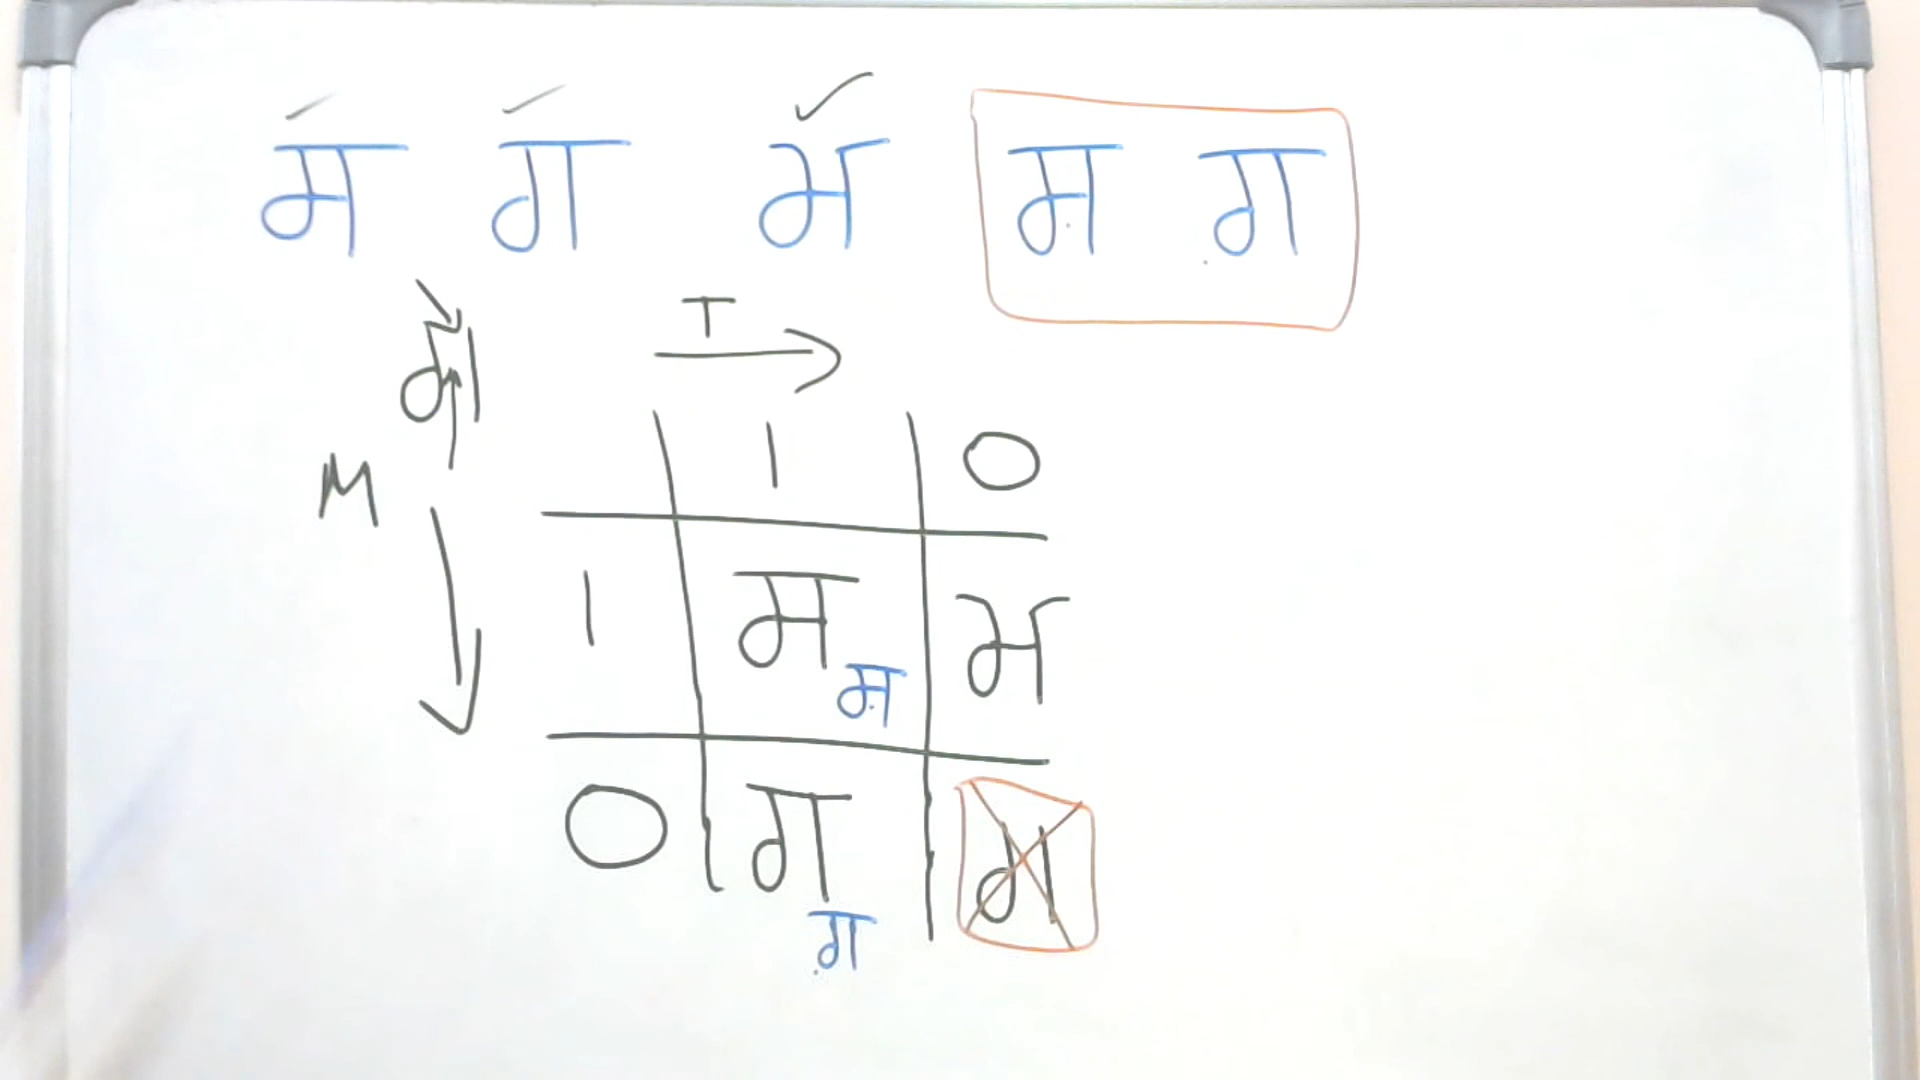 म ग भ म़ ग़
T
M
1 0
1 म म़ भ
0 ग ग़